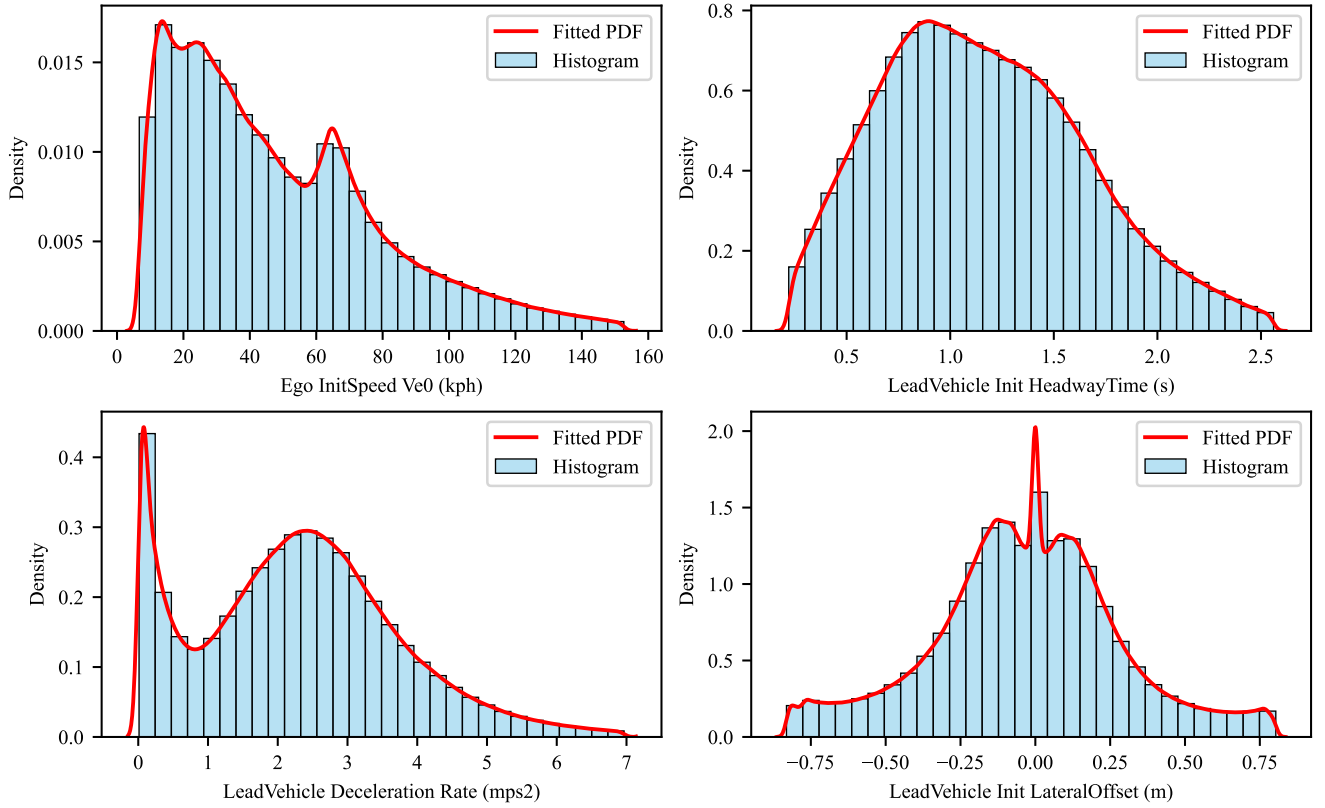 Fitted PDF
Histogram
0.015
0.010
0.005
0.000
Density
0 20 40 60 80 100 120 140 160
Ego InitSpeed Ve0 (kph)
Fitted PDF
Histogram
0.8
0.6
0.4
0.2
0.0
Density
0.5 1.0 1.5 2.0 2.5
LeadVehicle Init HeadwayTime (s)
Fitted PDF
Histogram
0.4
0.3
0.2
0.1
0.0
Density
0 1 2 3 4 5 6 7
LeadVehicle Deceleration Rate (mps2)
Fitted PDF
Histogram
2.0
1.5
1.0
0.5
0.0
Density
−0.75 −0.50 −0.25 0.00 0.25 0.50 0.75
LeadVehicle Init LateralOffset (m)